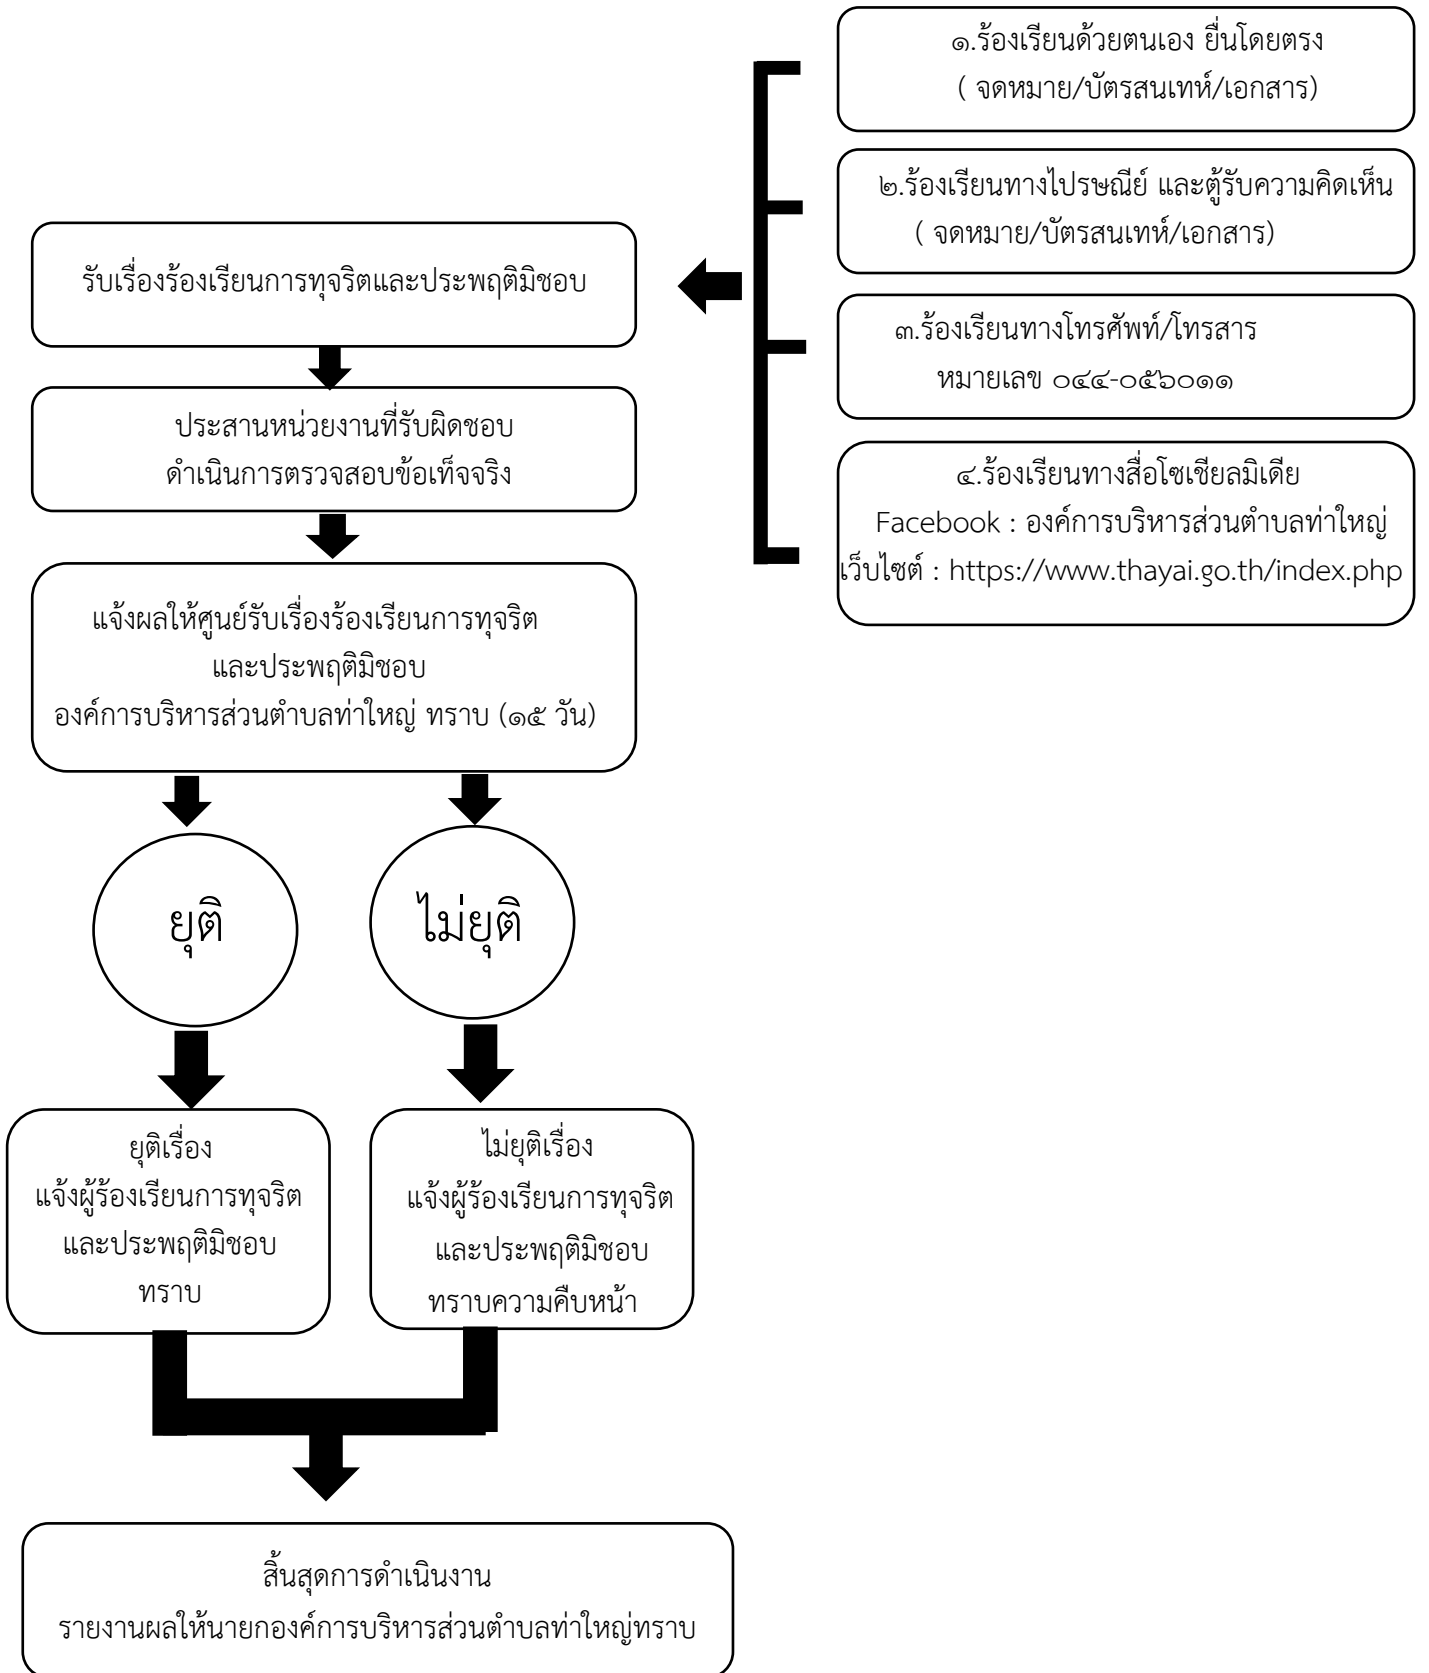 ๑.ร้องเรียนด้วยตนเอง ยื่นโดยตรง
( จดหมาย/บัตรสนเทห์/เอกสาร)
๒.ร้องเรียนทางไปรษณีย์ และตู้รับความคิดเห็น
( จดหมาย/บัตรสนเทห์/เอกสาร)
๓.ร้องเรียนทางโทรศัพท์/โทรสาร
หมายเลข ๐๔๔-๐๕๖๐๑๑
๔.ร้องเรียนทางสื่อโซเชียลมิเดีย
Facebook : องค์การบริหารส่วนตำบลท่าใหญ่
เว็บไซต์ : https://www.thayai.go.th/index.php
รับเรื่องร้องเรียนการทุจริตและประพฤติมิชอบ
ประสานหน่วยงานที่รับผิดชอบ
ดำเนินการตรวจสอบข้อเท็จจริง
แจ้งผลให้ศูนย์รับเรื่องร้องเรียนการทุจริต
และประพฤติมิชอบ
องค์การบริหารส่วนตำบลท่าใหญ่ ทราบ (๑๕ วัน)
ยุติ
ไม่ยุติ
ยุติเรื่อง
แจ้งผู้ร้องเรียนการทุจริต
และประพฤติมิชอบ
ทราบ
ไม่ยุติเรื่อง
แจ้งผู้ร้องเรียนการทุจริต
และประพฤติมิชอบ
ทราบความคืบหน้า
สิ้นสุดการดำเนินงาน
รายงานผลให้นายกองค์การบริหารส่วนตำบลท่าใหญ่ทราบ